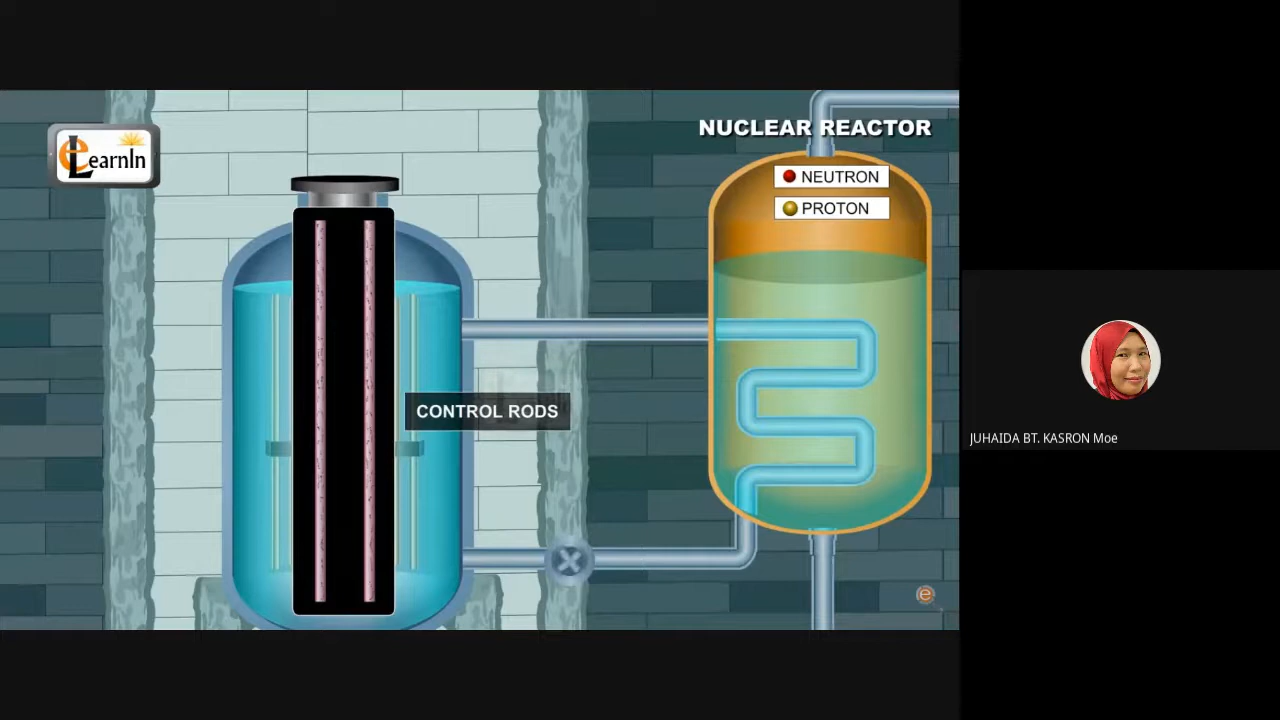 eLearnIn
NUCLEAR REACTOR
NEUTRON
PROTON
CONTROL RODS
JUHAIDA BT. KASRON Moe
e